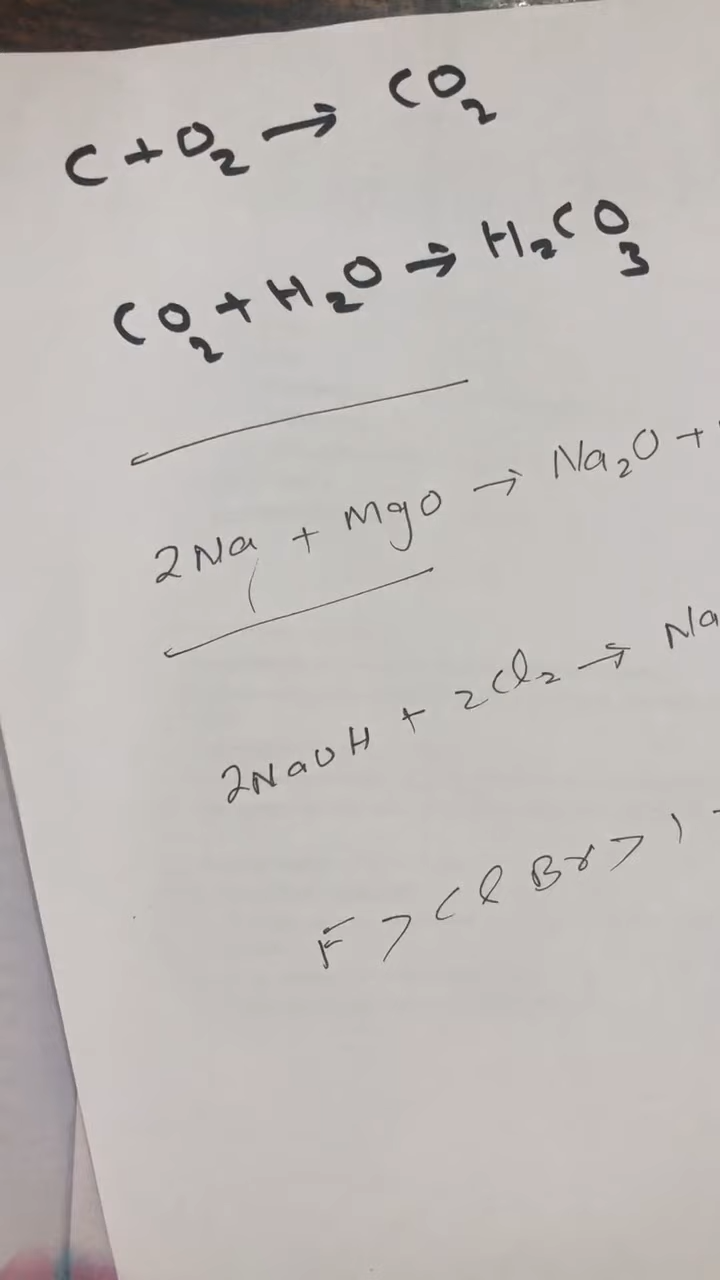 C + O₂ → CO₂
CO₂ + H₂O → H₂CO₃
2Na + MgO → Na₂O +
2NaOH + 2Cl₂ → Na
F > Cl Br > I